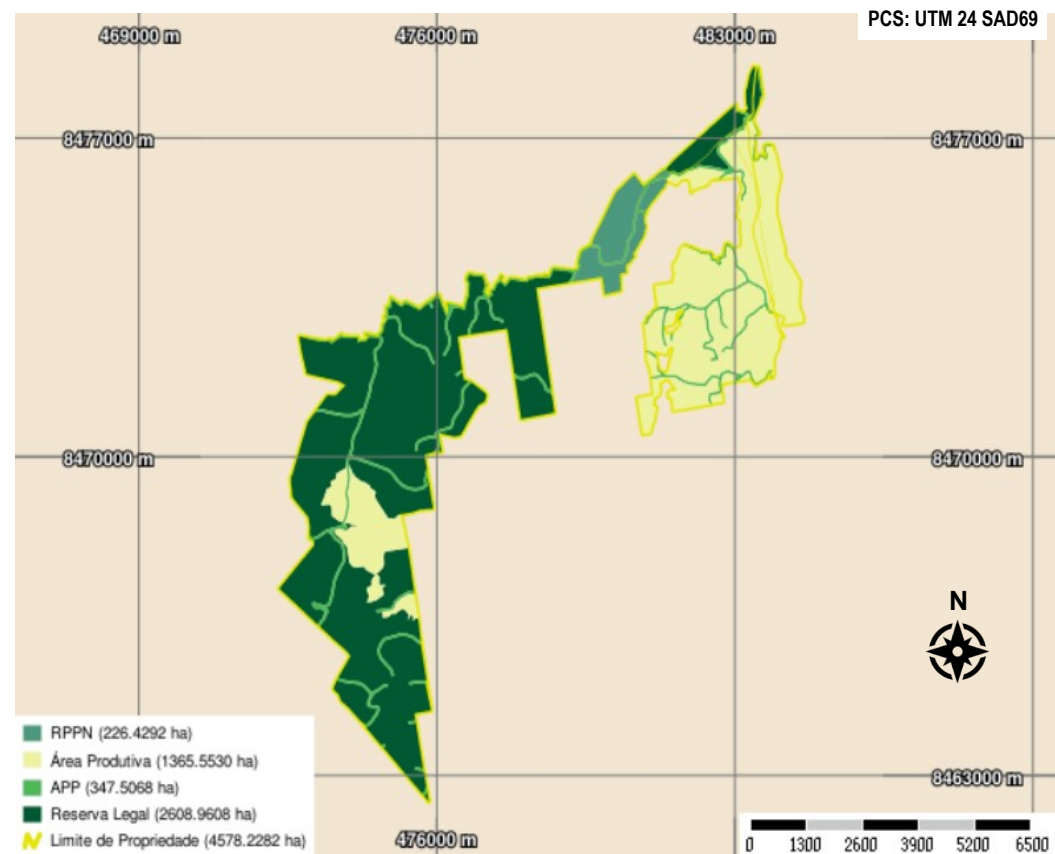 PCS: UTM 24 SAD69
469000 m 476000 m 483000 m
8477000 m 8477000 m
8470000 m 8470000 m
N
RPPN (226.4292 ha)
Área Produtiva (1365.5530 ha)
APP (347.5068 ha)
8463000 m
Reserva Legal (2608.9608 ha)
Limite de Propriedade (4578.2282 ha)
476000 m
0 1300 2600 3900 5200 6500